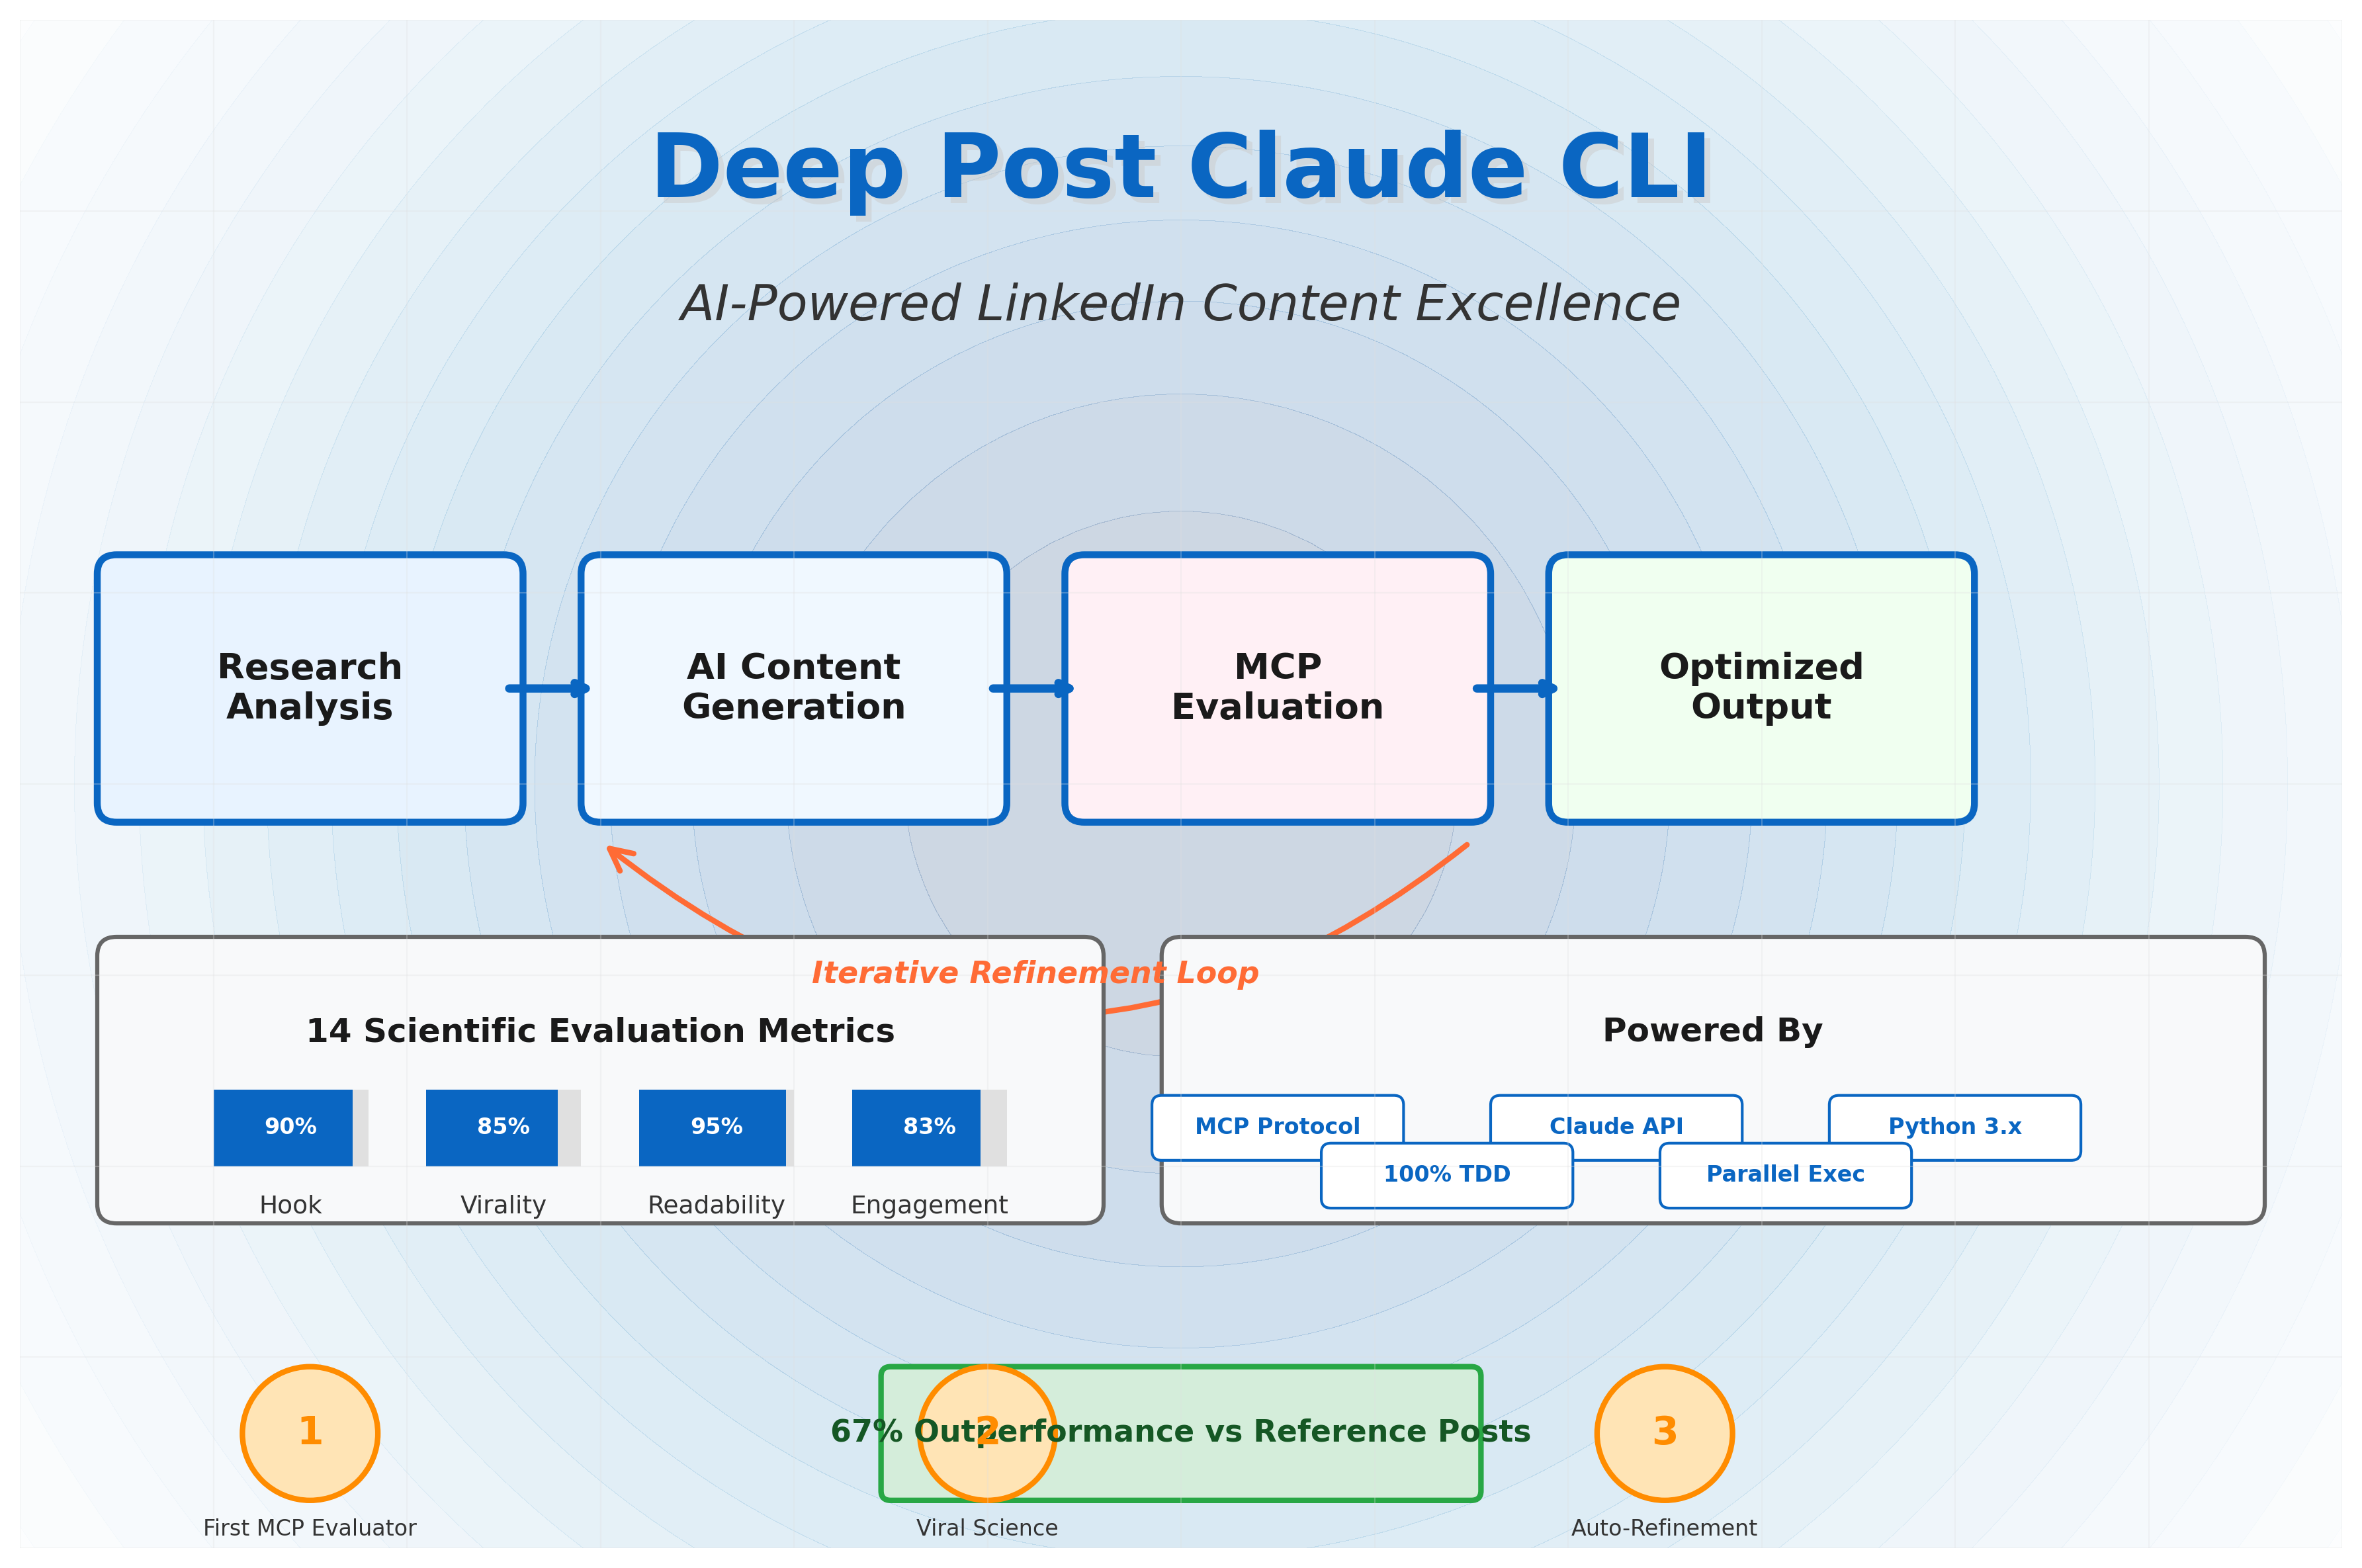 Deep Post Claude CLI
AI-Powered LinkedIn Content Excellence
Research
Analysis
AI Content
Generation
MCP
Evaluation
Optimized
Output
Iterative Refinement Loop
14 Scientific Evaluation Metrics
90%
85%
95%
83%
Hook
Virality
Readability
Engagement
Powered By
MCP Protocol
Claude API
Python 3.x
100% TDD
Parallel Exec
67% Outperformance vs Reference Posts
1
2
3
First MCP Evaluator
Viral Science
Auto-Refinement